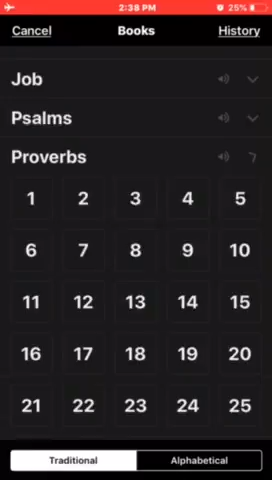 2:38 PM 25%
Cancel Books History
Job
Psalms
Proverbs
1 2 3 4 5
6 7 8 9 10
11 12 13 14 15
16 17 18 19 20
21 22 23 24 25
Traditional Alphabetical